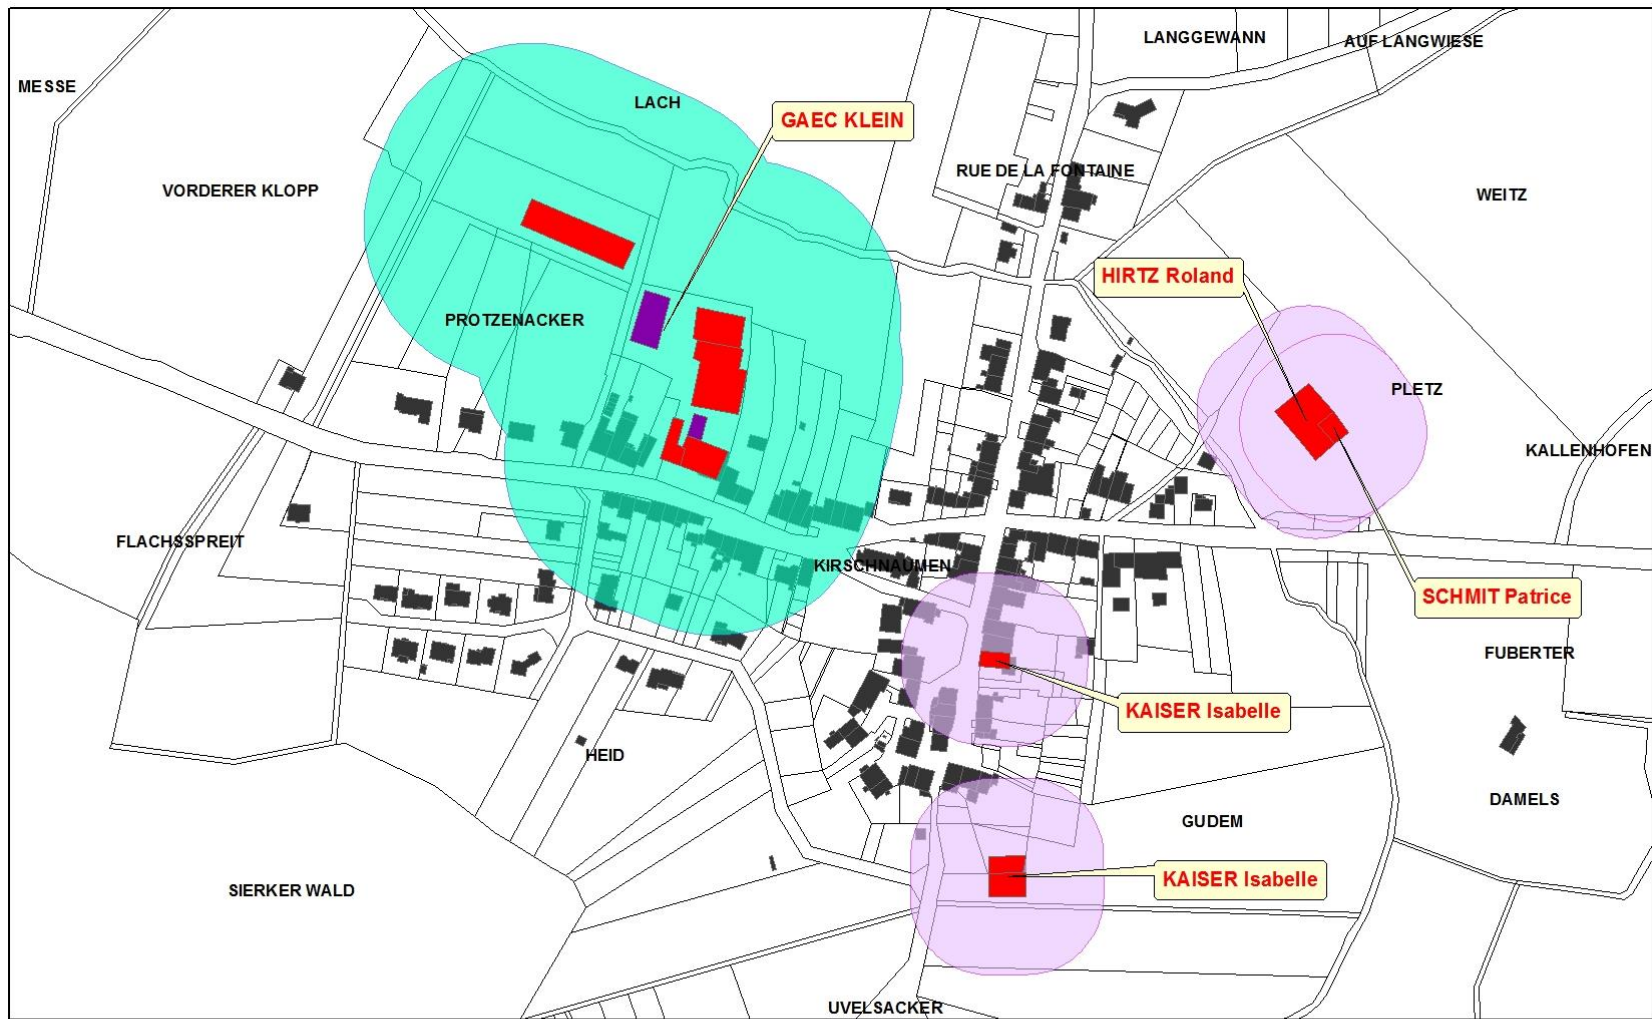 LANGGEWANN
AUF LANGWIESE
MESSE
LACH
GAEC KLEIN
RUE DE LA FONTAINE
VORDERER KLOPP
WEITZ
HIRTZ Roland
PROTZENACKER
PLETZ
KALLENHOFEN
FLACHSSPREIT
KIRSCHNAUMEN
SCHMIT Patrice
FUBERTER
KAISER Isabelle
HEID
DAMELS
GUDEM
KAISER Isabelle
SIERKER WALD
UVELSACKER